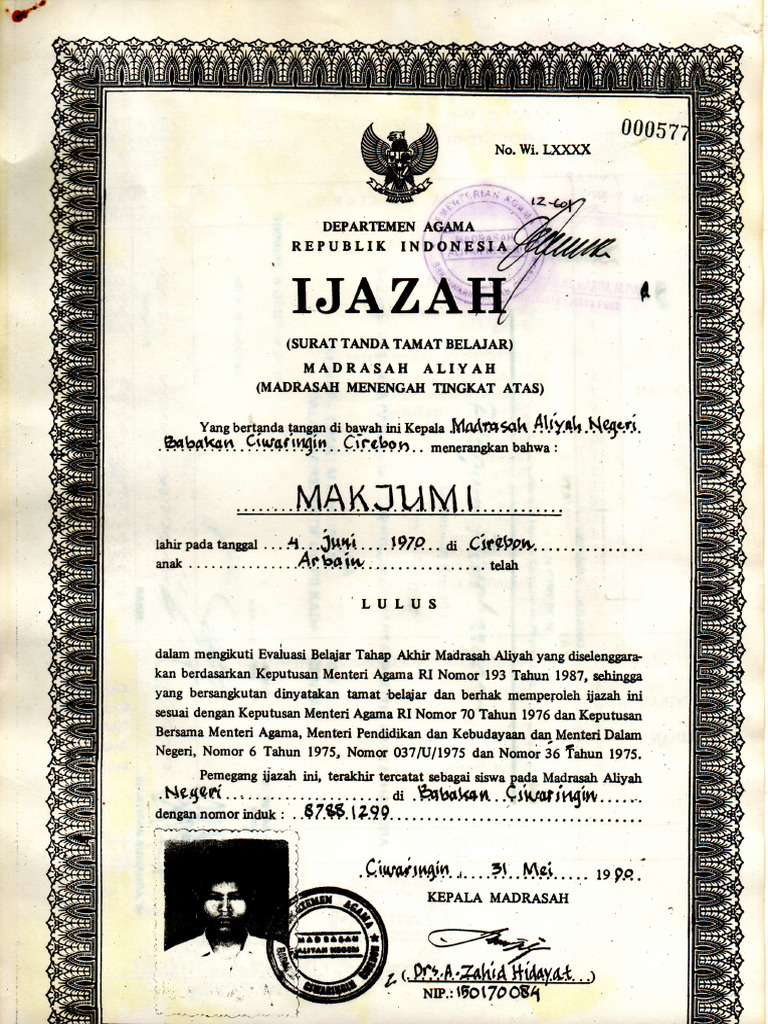 000577
No. Wi. LXXXX
DEPARTEMEN AGAMA
REPUBLIK INDONESIA
IJAZAH
(SURAT TANDA TAMAT BELAJAR)
MADRASAH ALIYAH
(MADRASAH MENENGAH TINGKAT ATAS)
Yang bertanda tangan di bawah ini Kepala Madrasah Aliyah Negeri
Babakan Ciwaringin Cirebon menerangkan bahwa :
MAKJUMI
lahir pada tanggal 4 Juni 1970 di Cirebon
anak Arbain telah
LULUS
dalam mengikuti Evaluasi Belajar Tahap Akhir Madrasah Aliyah yang diselenggara-
kan berdasarkan Keputusan Menteri Agama RI Nomor 193 Tahun 1987, sehingga
yang bersangkutan dinyatakan tamat belajar dan berhak memperoleh ijazah ini
sesuai dengan Keputusan Menteri Agama RI Nomor 70 Tahun 1976 dan Keputusan
Bersama Menteri Agama, Menteri Pendidikan dan Kebudayaan dan Menteri Dalam
Negeri, Nomor 6 Tahun 1975, Nomor 037/U/1975 dan Nomor 36 Tahun 1975.
Pemegang ijazah ini, terakhir tercatat sebagai siswa pada Madrasah Aliyah
Negeri di Babakan Ciwaringin
dengan nomor induk : 8788.1299
Ciwaringin, 31 Mei 1990
KEPALA MADRASAH
AGAMA
MADRASAH
ALIYAH NEGERI
CIWARINGIN
(Drs. A. Zahid Hidayat)
NIP.: 150170084